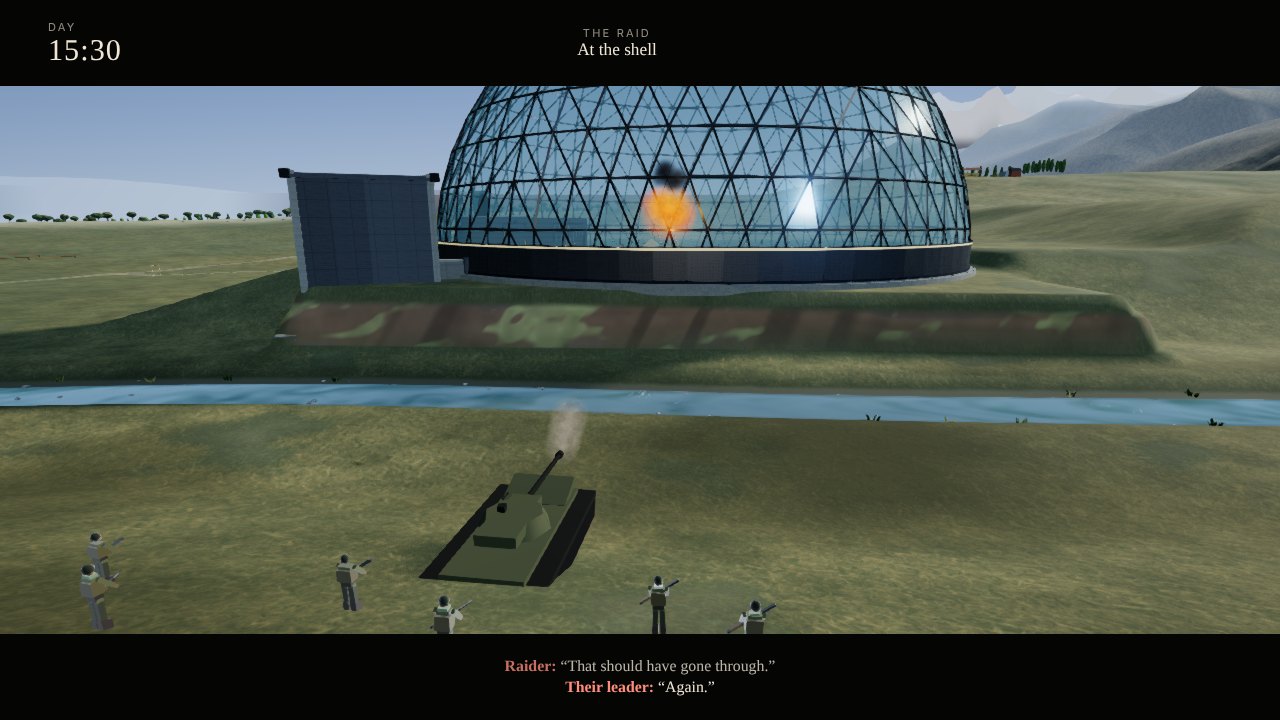 DAY
15:30
THE RAID
At the shell
Raider: “That should have gone through.”
Their leader: “Again.”